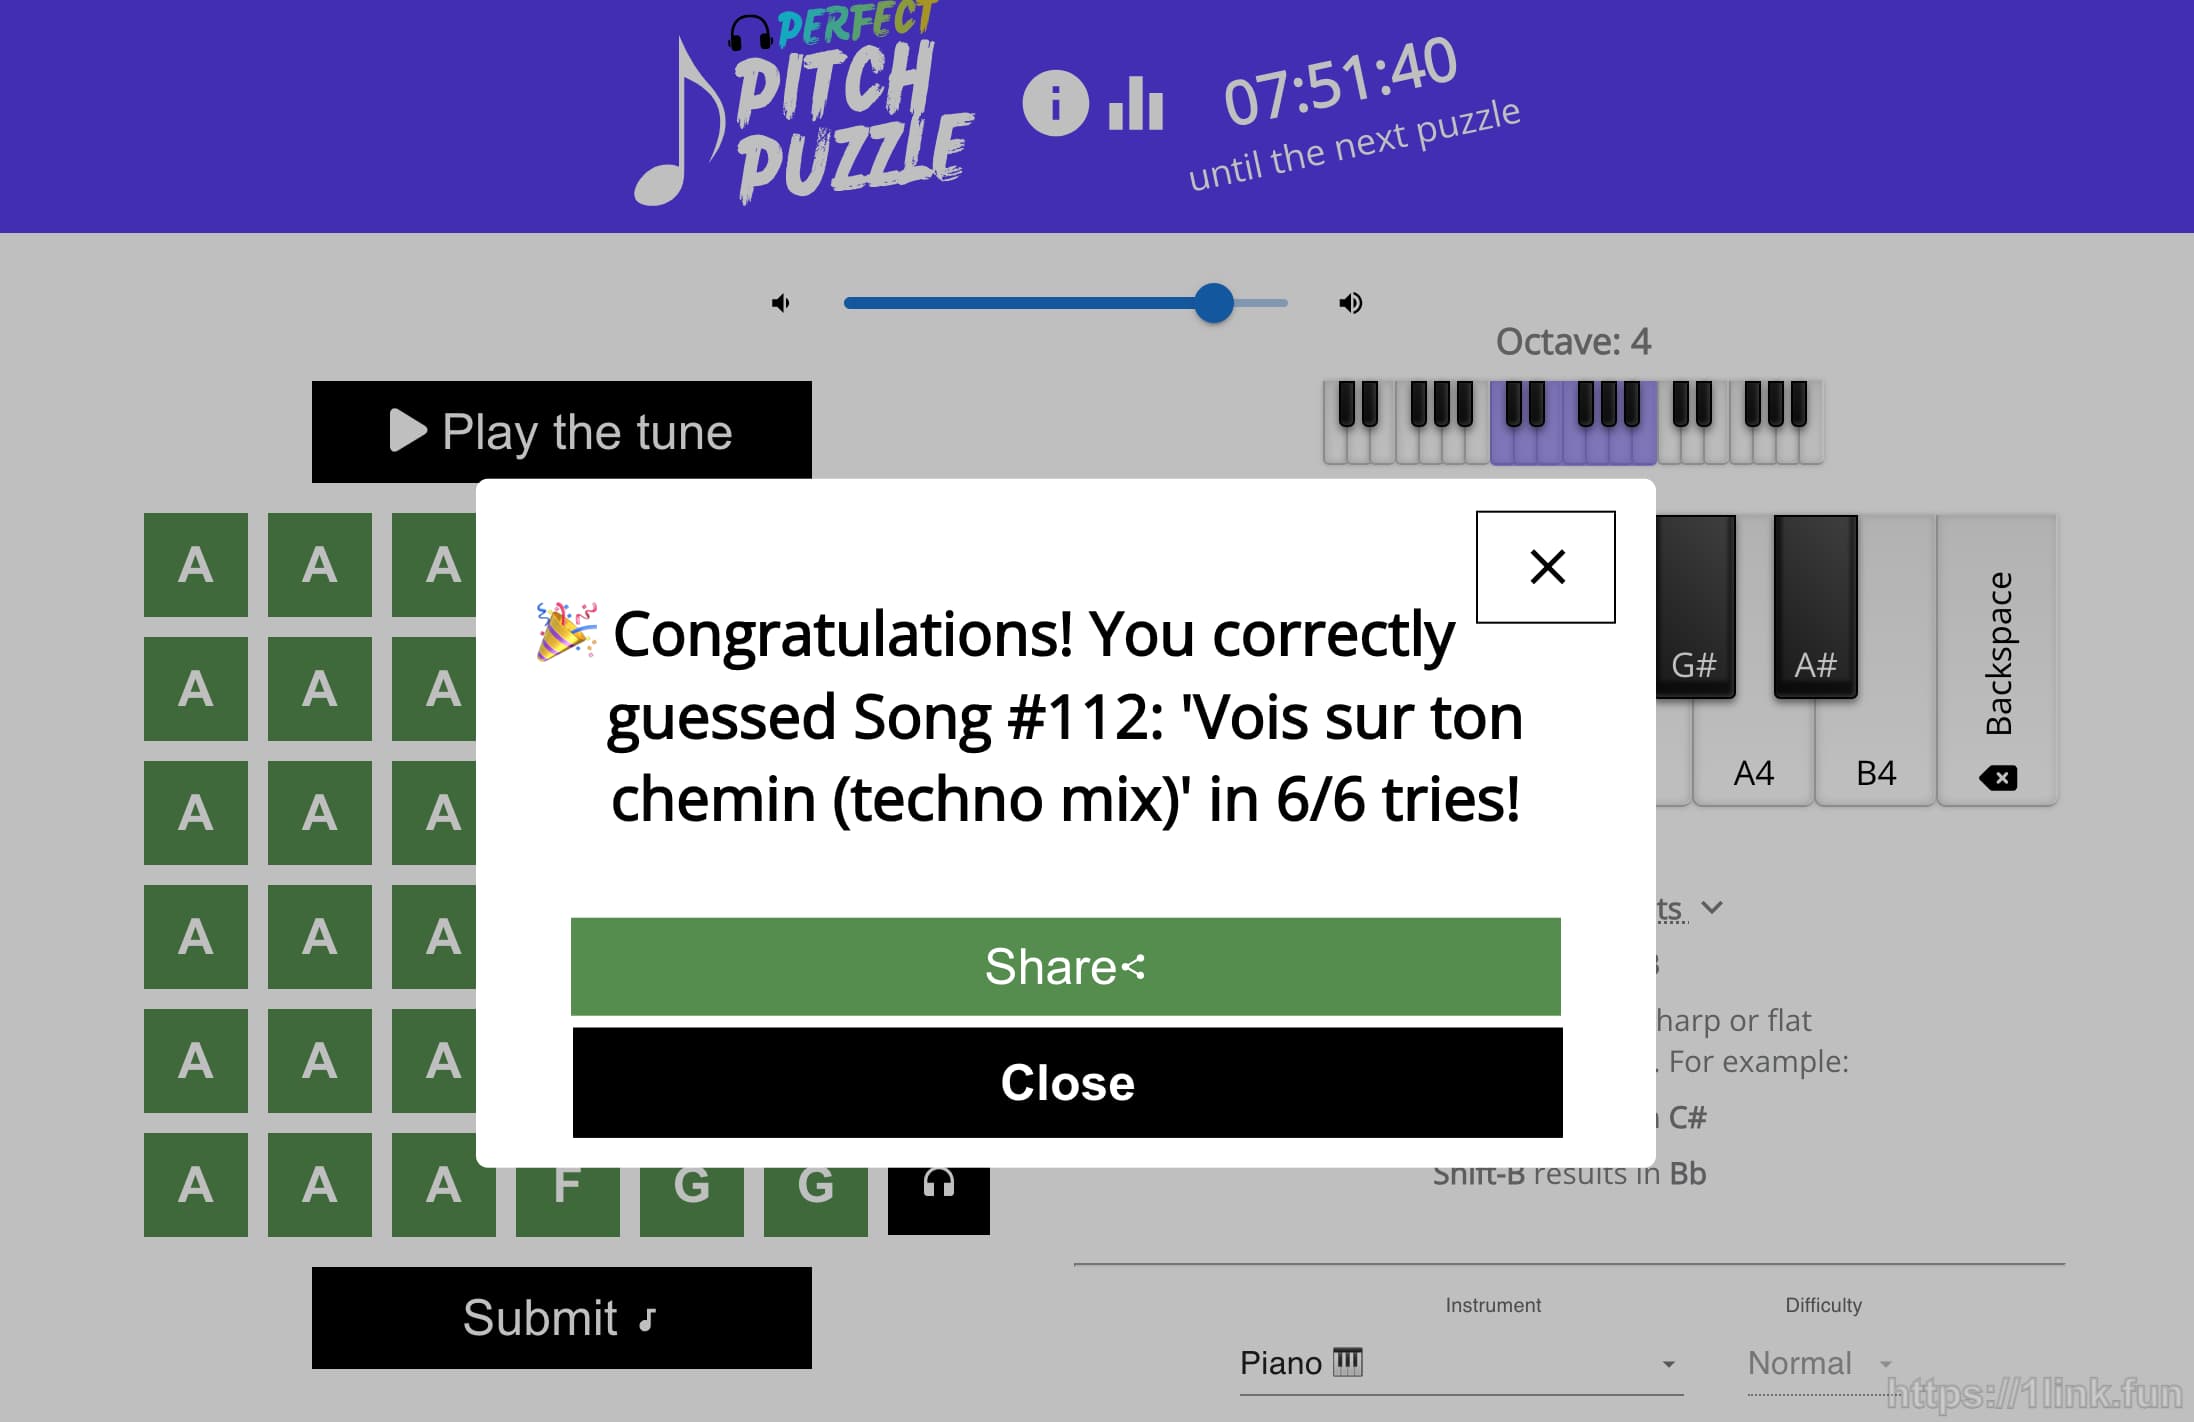 PERFECT
PITCH
PUZZLE
07:51:40
until the next puzzle
Octave: 4
Play the tune
A A A
G# A#
Backspace
🎉 Congratulations! You correctly
guessed Song #112: 'Vois sur ton
chemin (techno mix)' in 6/6 tries!
A A A
A4 B4
A A A
A A A
ts
Share
harp or flat
. For example:
A A A
Close
C#
A A A F G G
Shift-B results in Bb
Submit
Instrument Difficulty
Piano Normal
https://1link.fun